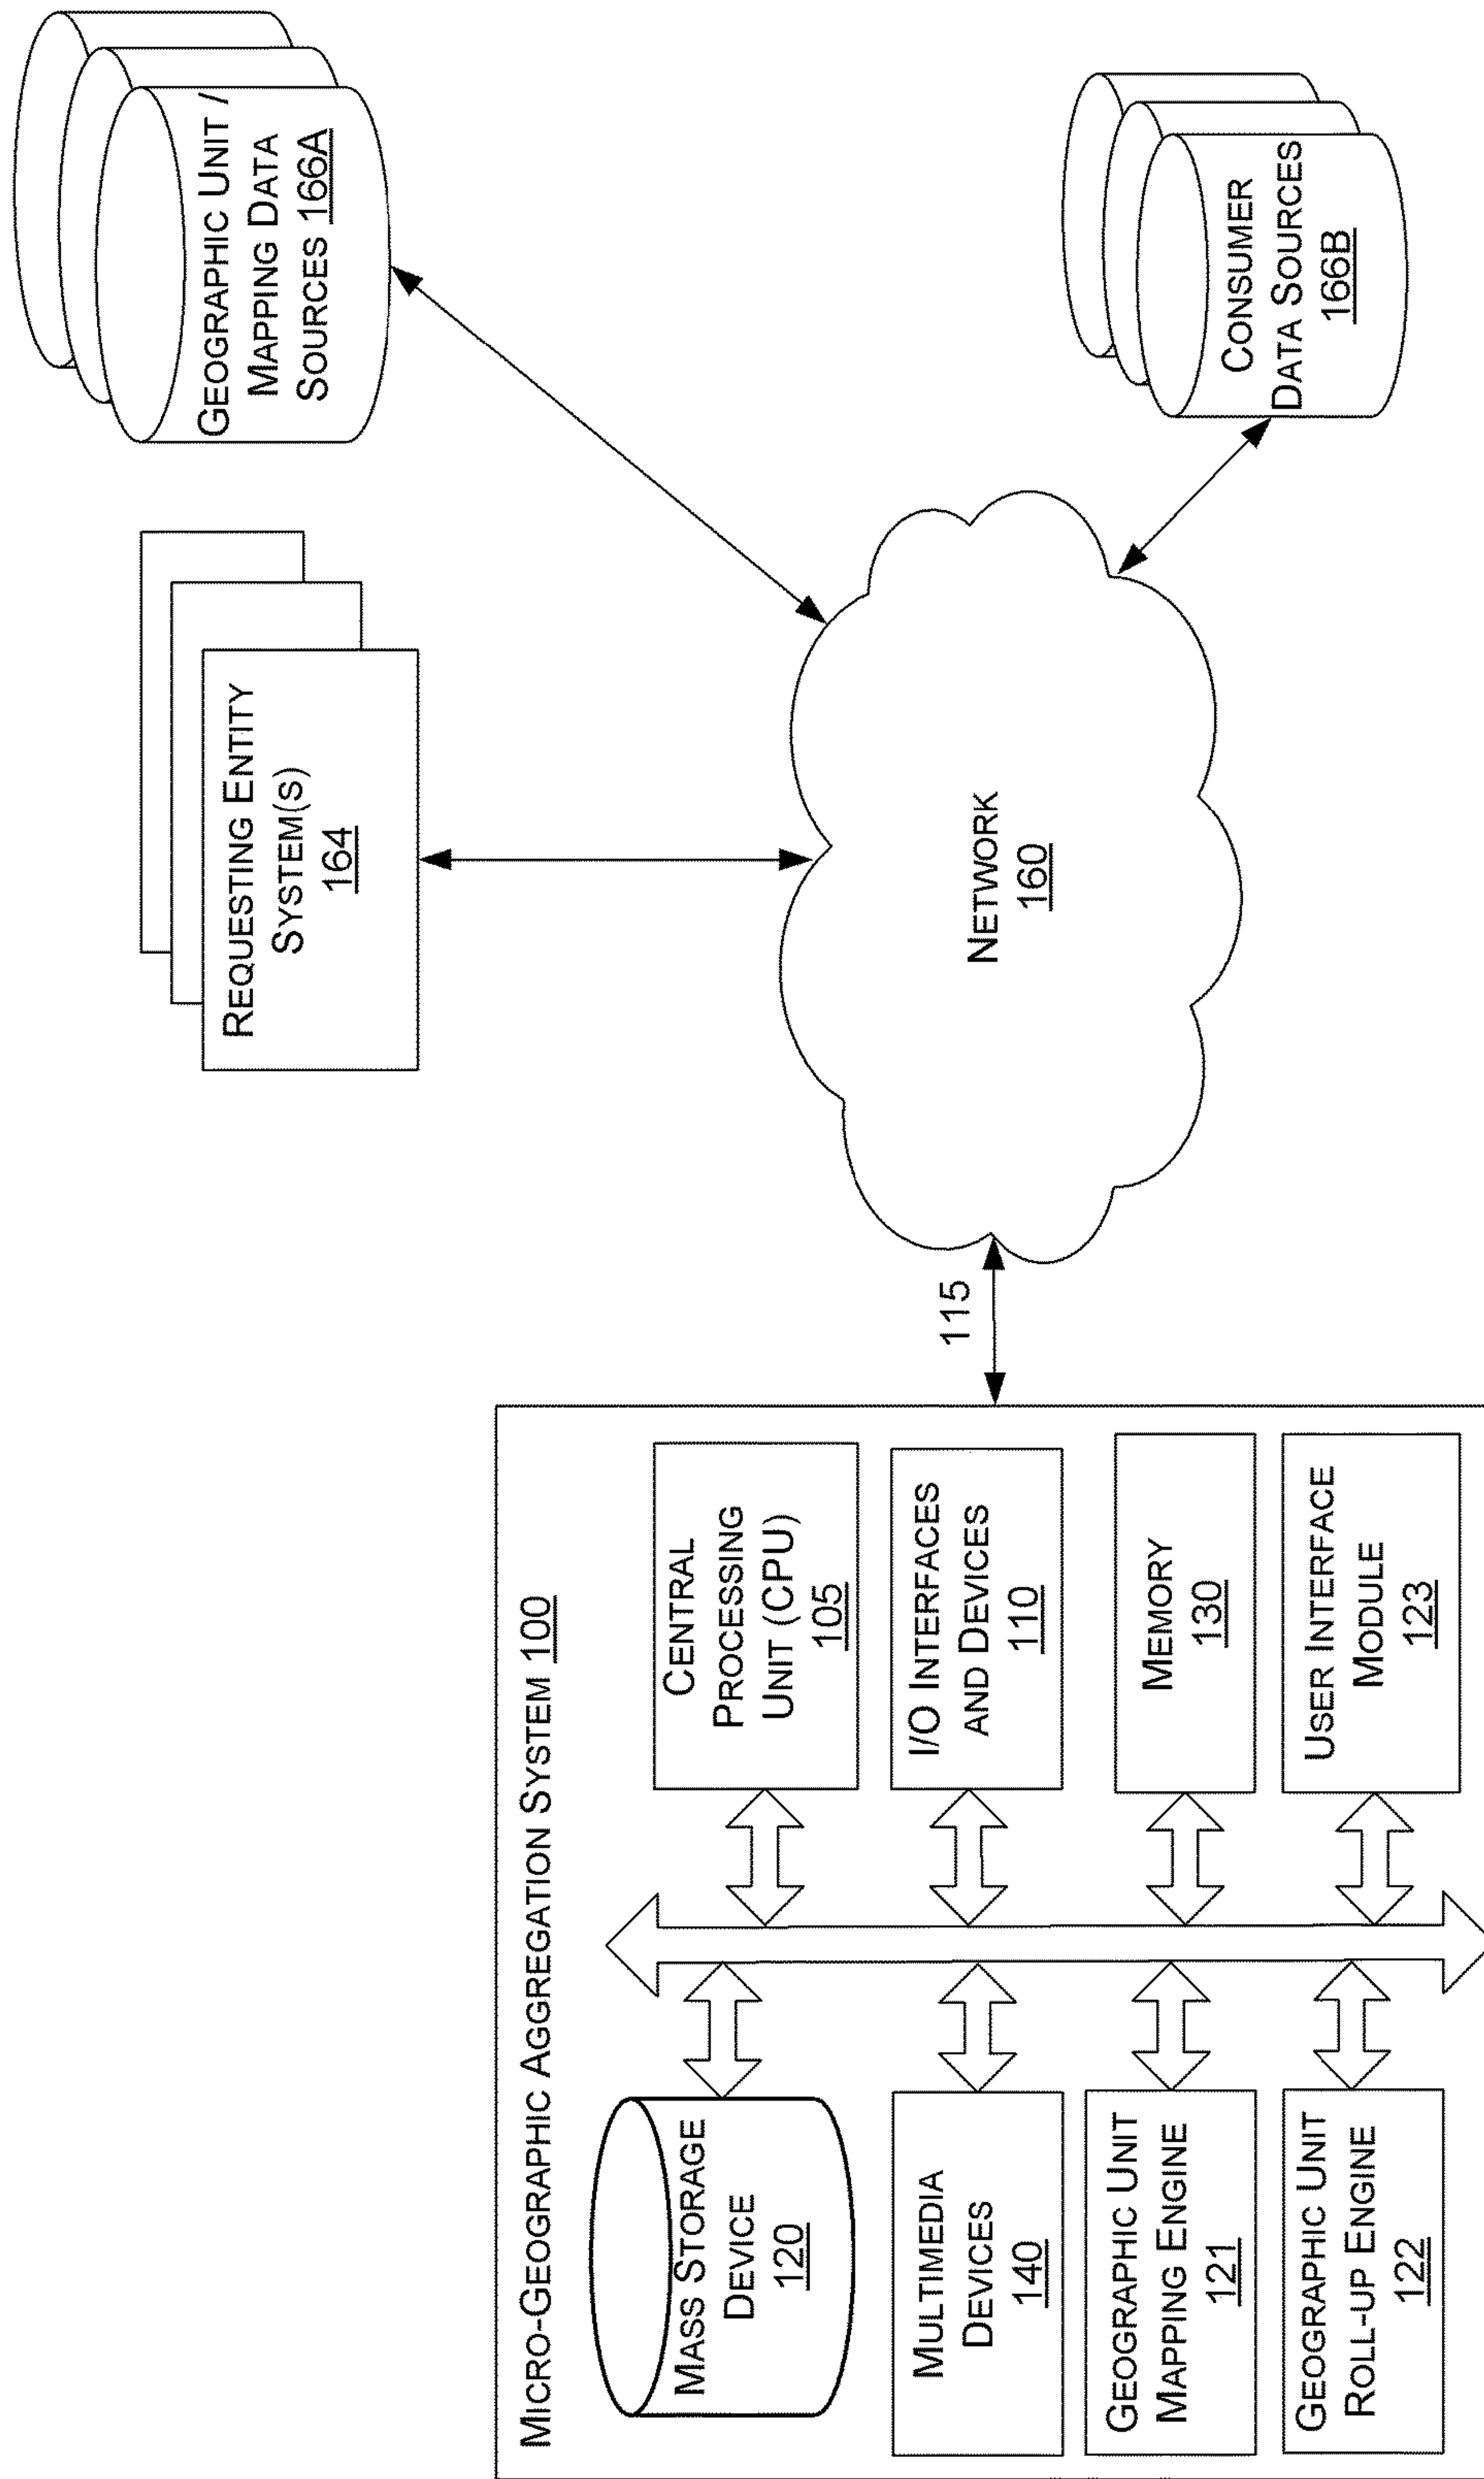 MICRO-GEOGRAPHIC AGGREGATION SYSTEM 100
MASS STORAGE
DEVICE
120
MULTIMEDIA
DEVICES
140
GEOGRAPHIC UNIT
MAPPING ENGINE
121
GEOGRAPHIC UNIT
ROLL-UP ENGINE
122
CENTRAL
PROCESSING
UNIT (CPU)
105
I/O INTERFACES
AND DEVICES
110
MEMORY
130
USER INTERFACE
MODULE
123
115
NETWORK
160
REQUESTING ENTITY
SYSTEM(S)
164
GEOGRAPHIC UNIT /
MAPPING DATA
SOURCES 166A
CONSUMER
DATA SOURCES
166B